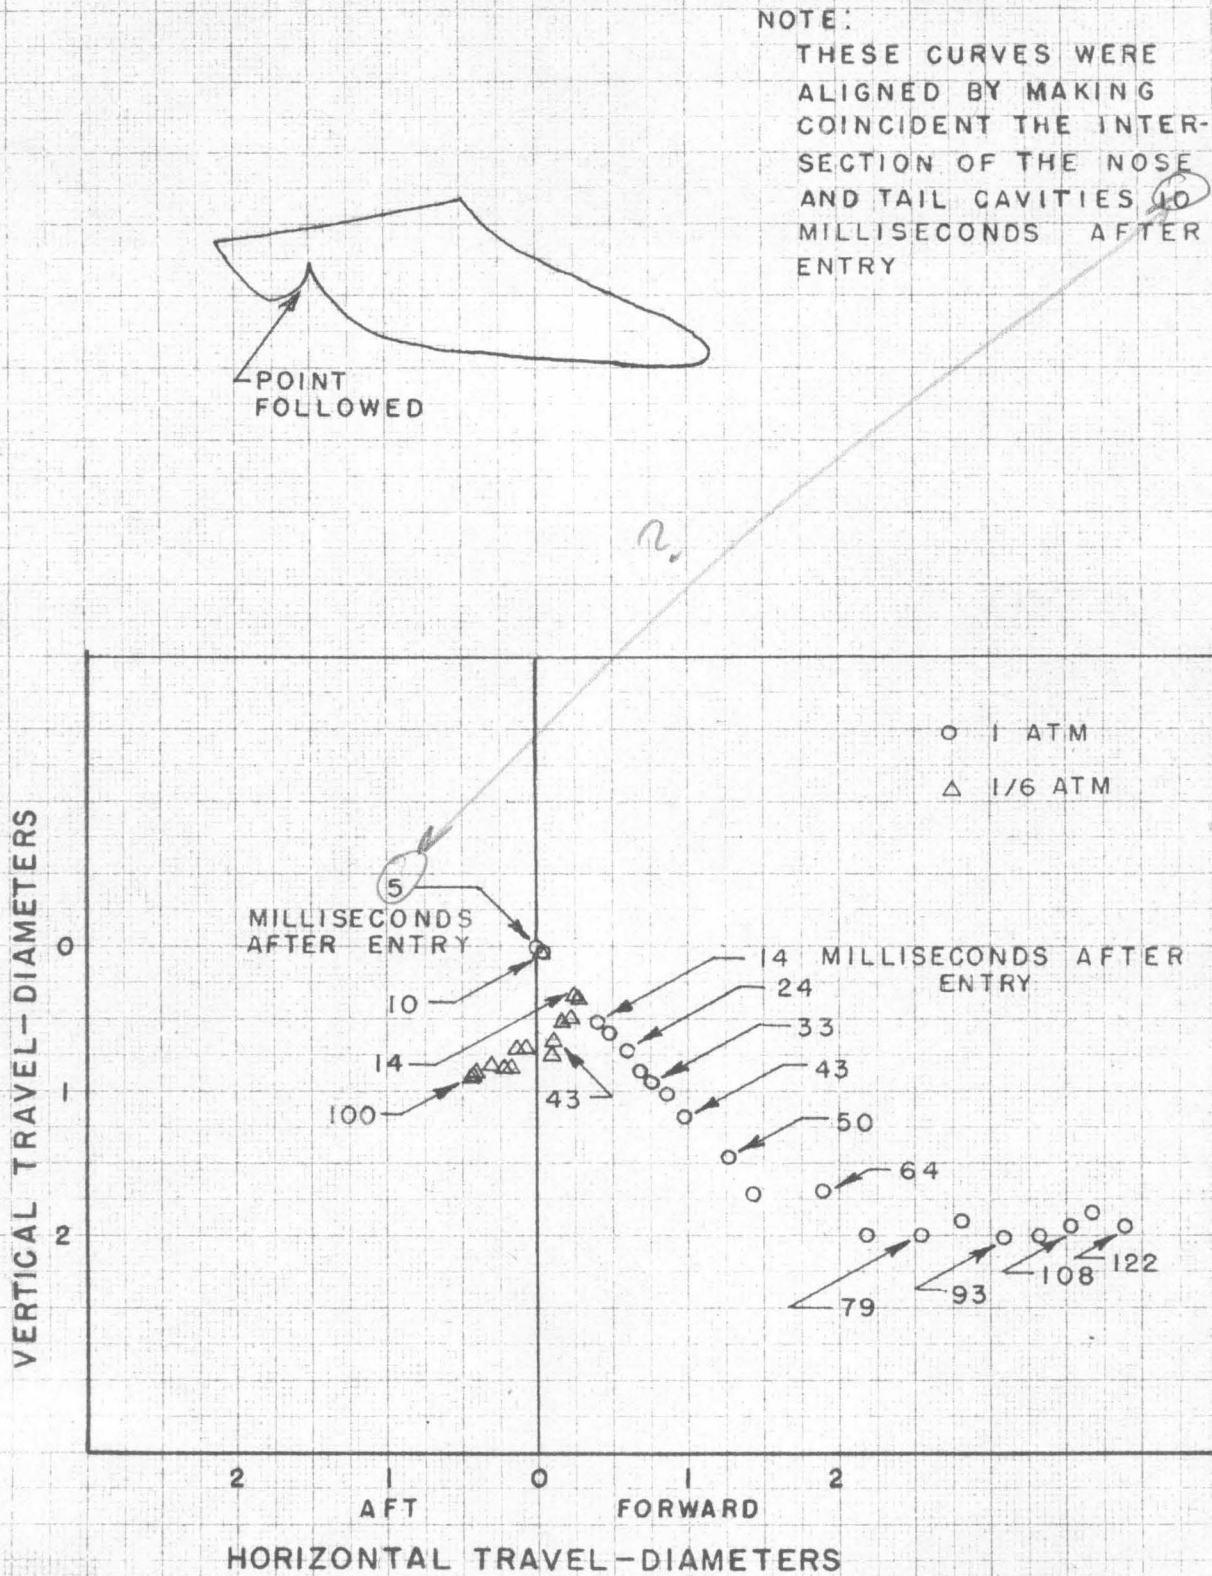 NOTE:
THESE CURVES WERE
ALIGNED BY MAKING
COINCIDENT THE INTER-
SECTION OF THE NOSE
AND TAIL CAVITIES 10
MILLISECONDS AFTER
ENTRY
POINT
FOLLOWED
?
○ 1 ATM
△ 1/6 ATM
5
MILLISECONDS
AFTER ENTRY
10
14
100
43
14 MILLISECONDS AFTER
ENTRY
24
33
43
50
64
79
93
108
122
VERTICAL TRAVEL-DIAMETERS
0
1
2
2 1 0 1 2
AFT FORWARD
HORIZONTAL TRAVEL-DIAMETERS